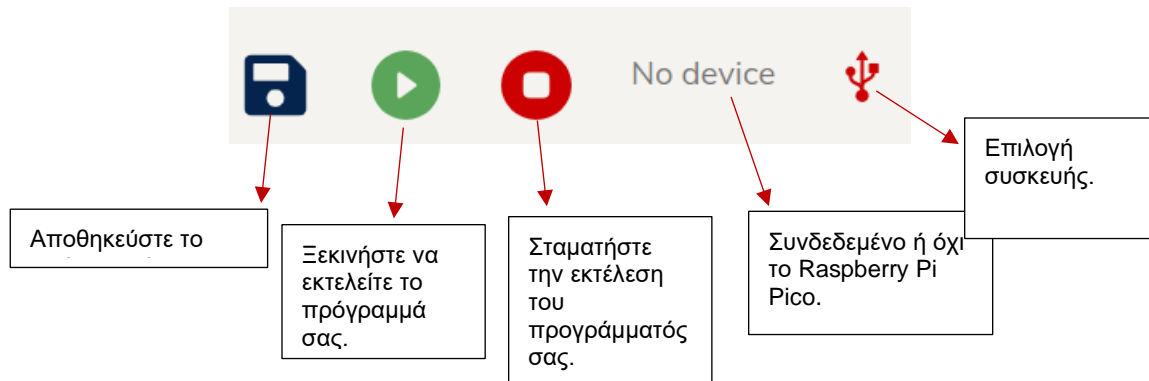 No device
Επιλογή
συσκευής.
Αποθηκεύστε το
Ξεκινήστε να
εκτελείτε το
πρόγραμμά
σας.
Σταματήστε
την εκτέλεση
του
προγράμματός
σας.
Συνδεδεμένο ή όχι
το Raspberry Pi
Pico.